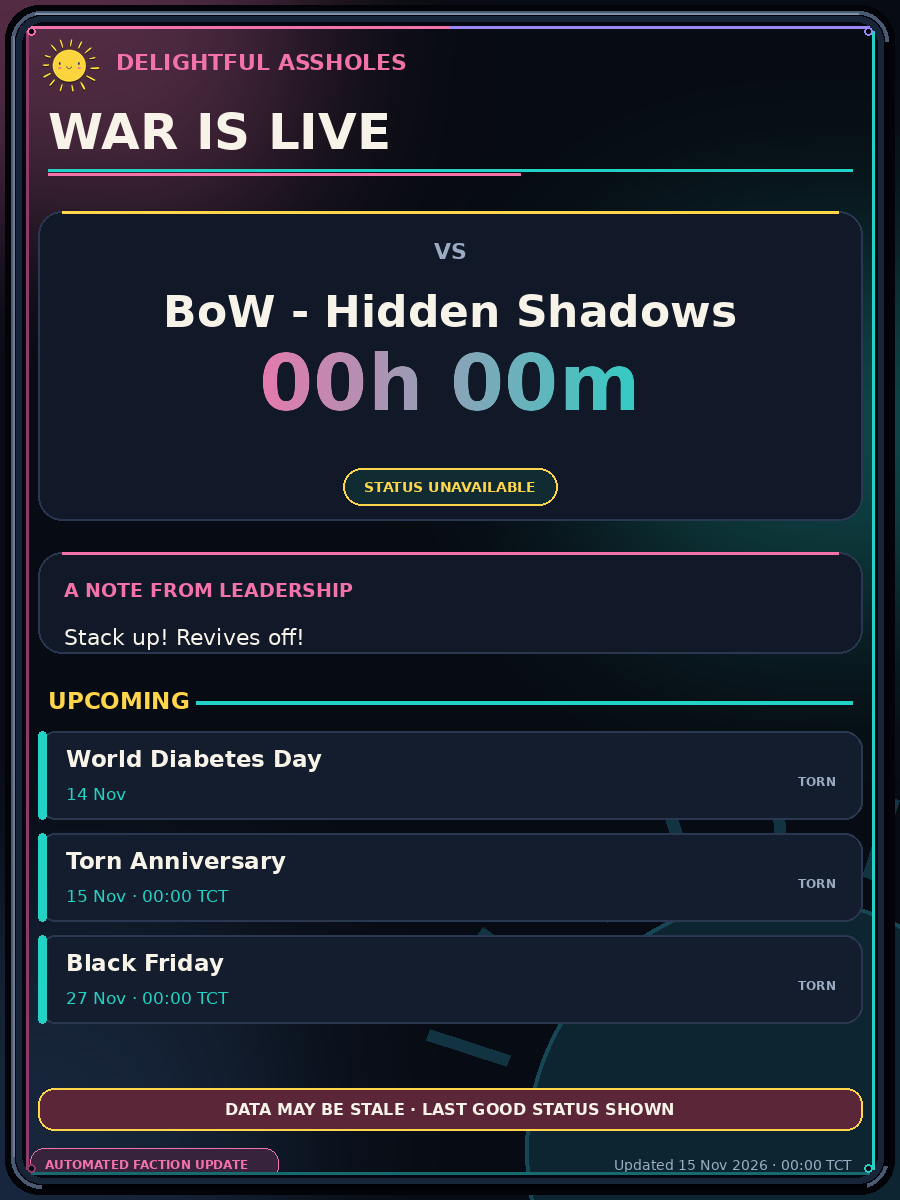 DELIGHTFUL ASSHOLES
WAR IS LIVE
VS
BoW - Hidden Shadows
00h 00m
STATUS UNAVAILABLE
A NOTE FROM LEADERSHIP
Stack up! Revives off!
UPCOMING
World Diabetes Day
14 Nov
TORN
Torn Anniversary
15 Nov · 00:00 TCT
TORN
Black Friday
27 Nov · 00:00 TCT
TORN
DATA MAY BE STALE · LAST GOOD STATUS SHOWN
AUTOMATED FACTION UPDATE
Updated 15 Nov 2026 · 00:00 TCT